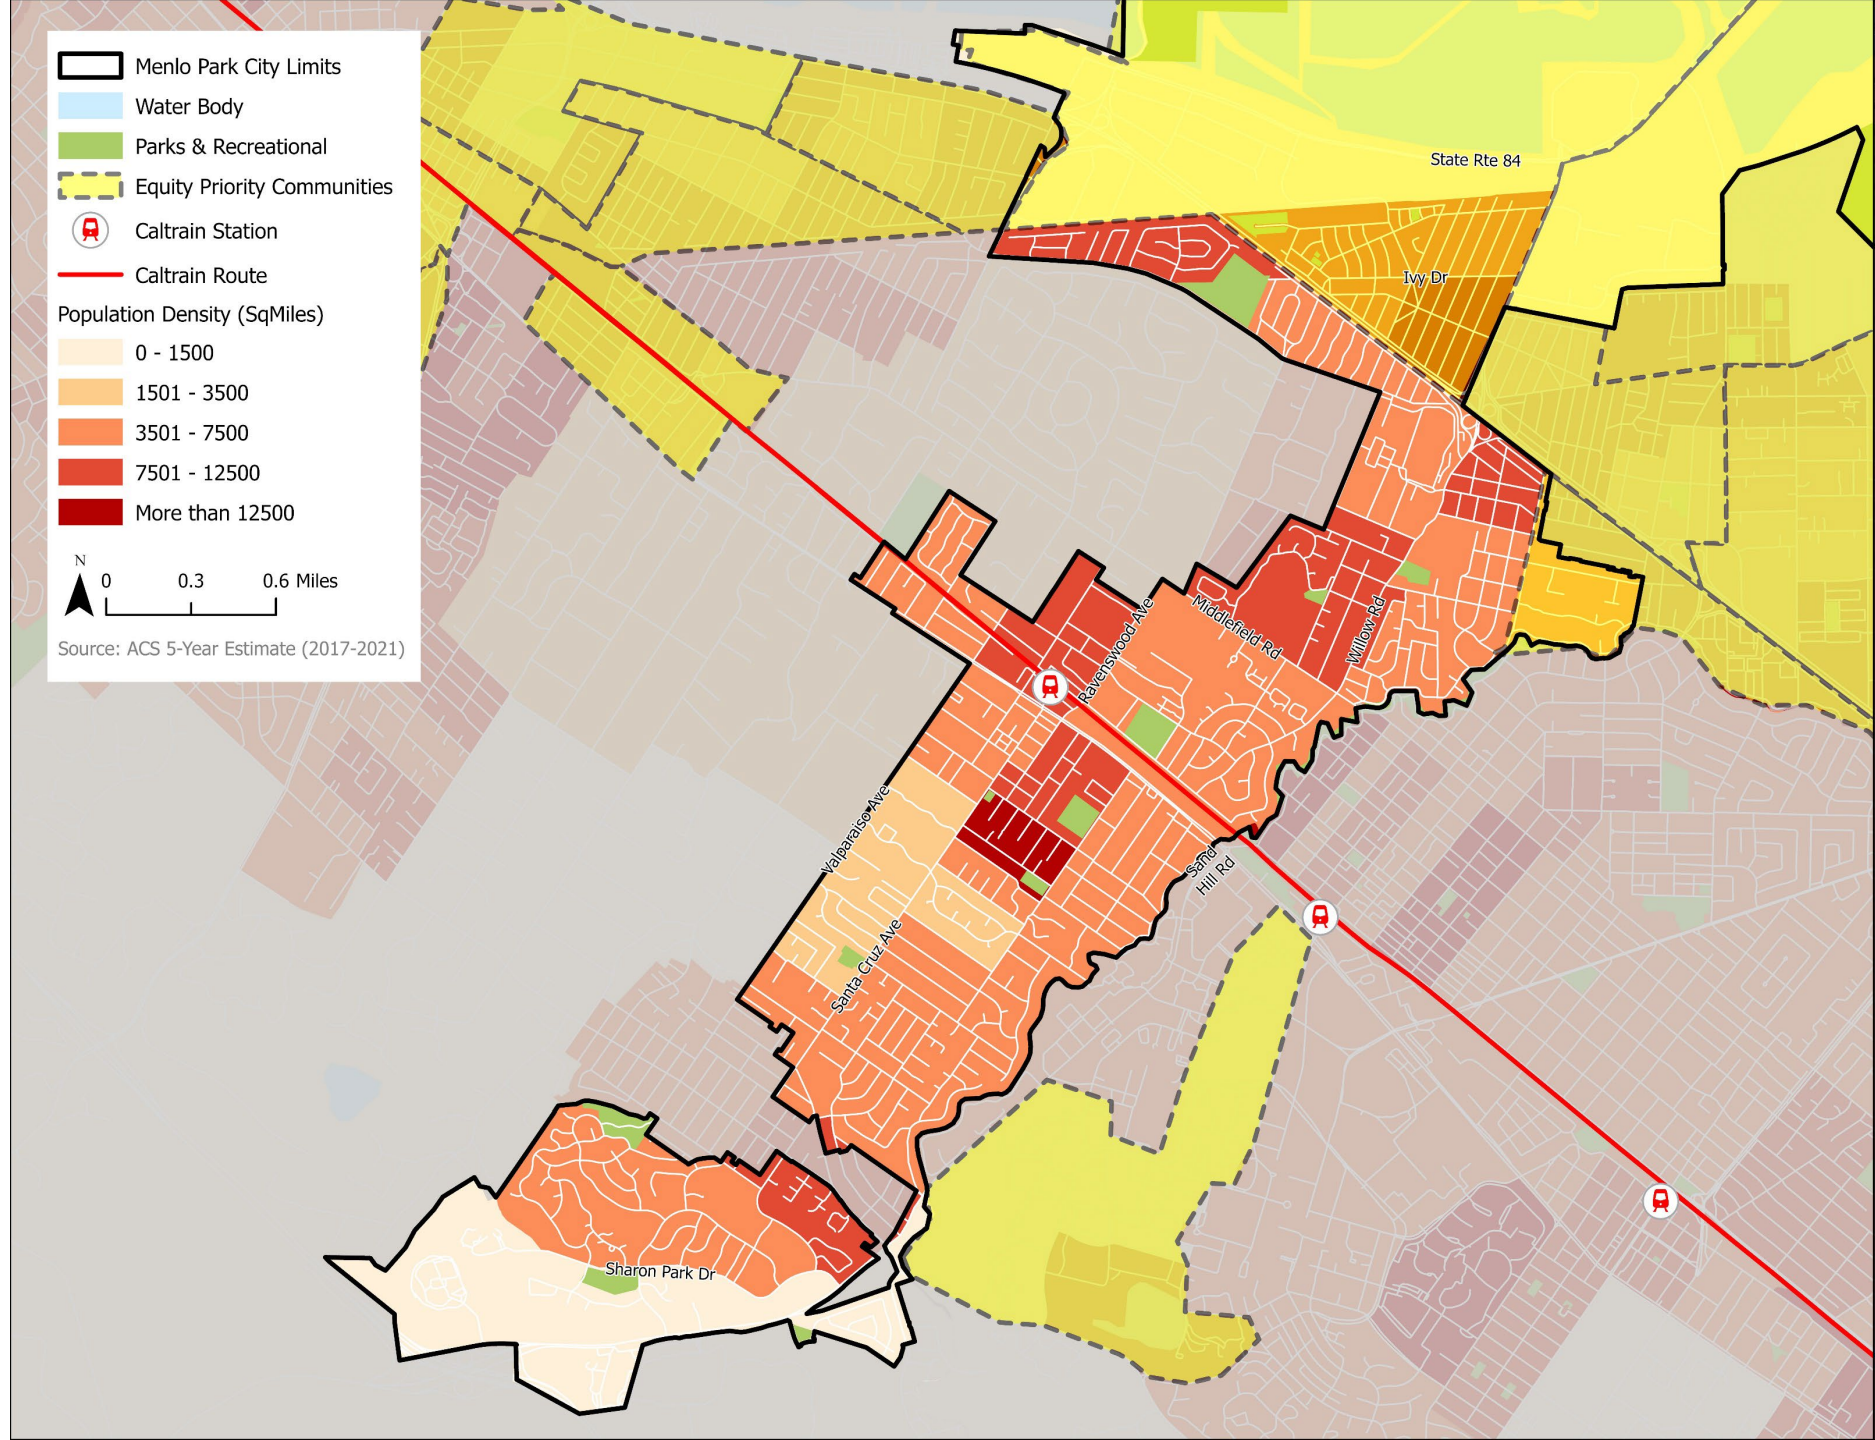 Menlo Park City Limits
Water Body
Parks & Recreational
Equity Priority Communities
Caltrain Station
Caltrain Route
Population Density (SqMiles)
0 - 1500
1501 - 3500
3501 - 7500
7501 - 12500
More than 12500
N
0 0.3 0.6 Miles
Source: ACS 5-Year Estimate (2017-2021)
State Rte 84
Ivy Dr
Middlefield Rd
Willow Rd
Ravenswood Ave
Valparaiso Ave
Sand
Hill Rd
Santa Cruz Ave
Sharon Park Dr